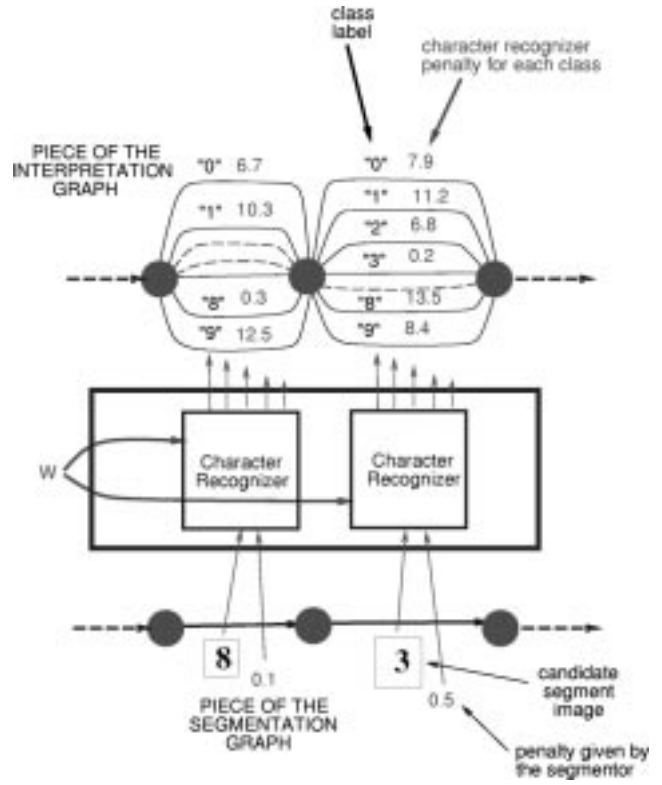 class
label
character recognizer
penalty for each class
PIECE OF THE
INTERPRETATION
GRAPH
"0" 6.7
"1" 10.3
"8" 0.3
"9" 12.5
"0" 7.9
"1" 11.2
"2" 6.8
"3" 0.2
"8" 13.5
"9" 8.4
W
Character
Recognizer
Character
Recognizer
8
0.1
3
0.5
PIECE OF THE
SEGMENTATION
GRAPH
candidate
segment
image
penalty given by
the segmentor